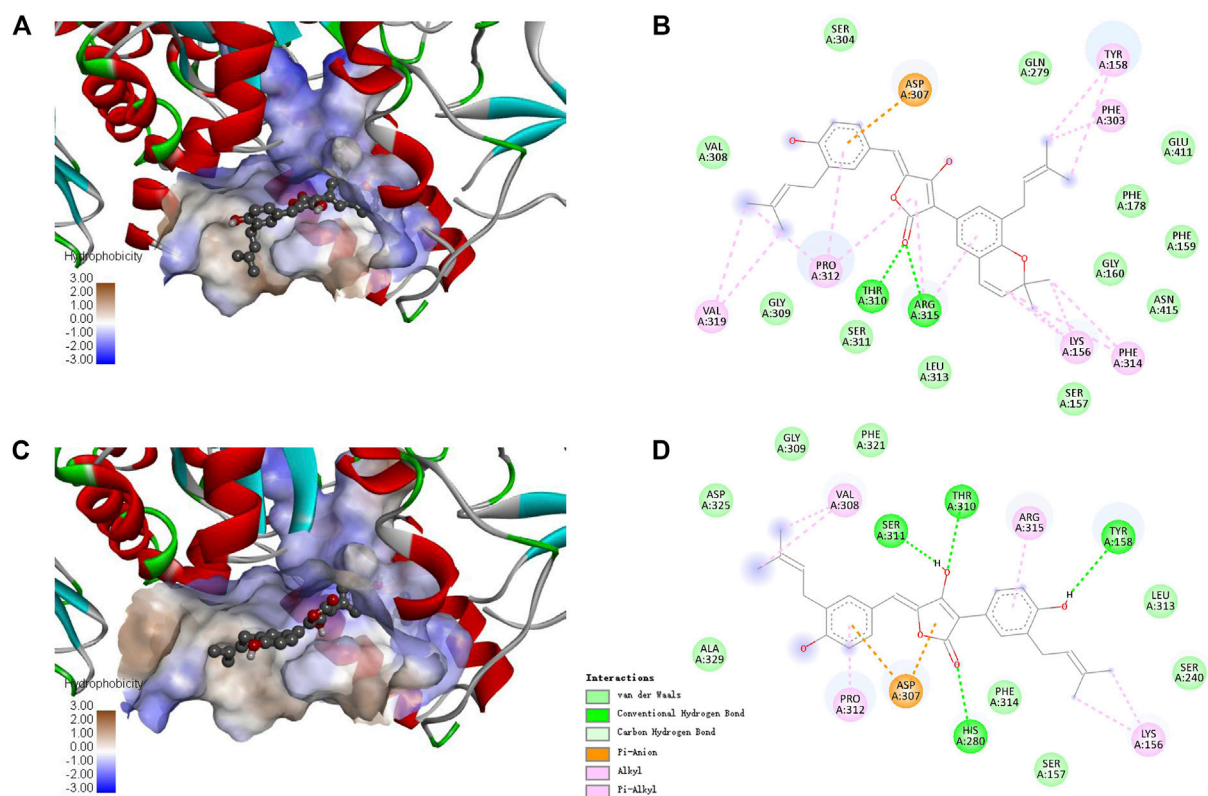 A
Hydrophobicity
3.00
2.00
1.00
0.00
-1.00
-2.00
-3.00
B
SER
A:304
ASP
A:307
GLN
A:279
TYR
A:158
PHE
A:303
VAL
A:308
GLU
A:411
PHE
A:178
PHE
A:159
GLY
A:160
ASN
A:415
PRO
A:312
THR
A:310
ARG
A:315
VAL
A:319
GLY
A:309
SER
A:311
LEU
A:313
LYS
A:156
PHE
A:314
SER
A:157
O
O
O
O
O
C
Hydrophobicity
3.00
2.00
1.00
0.00
-1.00
-2.00
-3.00
D
GLY
A:309
PHE
A:321
ASP
A:325
VAL
A:308
SER
A:311
THR
A:310
ARG
A:315
TYR
A:158
LEU
A:313
ALA
A:329
PRO
A:312
ASP
A:307
PHE
A:314
SER
A:240
HIS
A:280
LYS
A:156
SER
A:157
H
O
H
O
O
O
O
Interactions
van der Waals
Conventional Hydrogen Bond
Carbon Hydrogen Bond
Pi-Anion
Alkyl
Pi-Alkyl